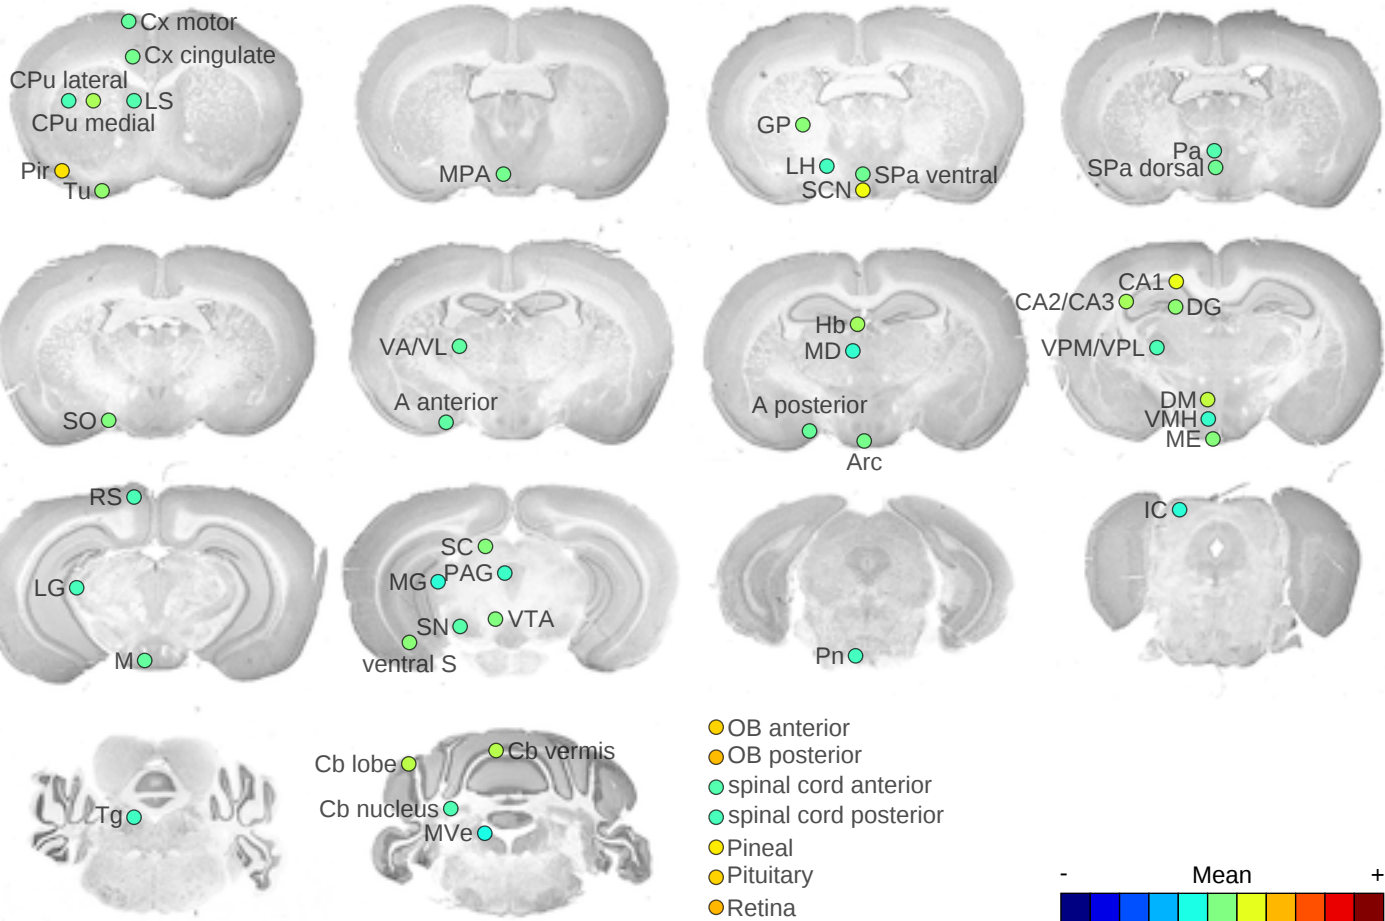 Cx motor
Cx cingulate
CPu lateral
LS
CPu medial
Pir
Tu
MPA
GP
LH
SPa ventral
SCN
Pa
SPa dorsal
SO
VA/VL
A anterior
Hb
MD
A posterior
Arc
CA1
CA2/CA3
DG
VPM/VPL
DM
VMH
ME
RS
LG
M
SC
MG
PAG
SN
VTA
ventral S
Pn
IC
Tg
Cb lobe
Cb vermis
Cb nucleus
MVe
OB anterior
OB posterior
spinal cord anterior
spinal cord posterior
Pineal
Pituitary
Retina
- Mean +